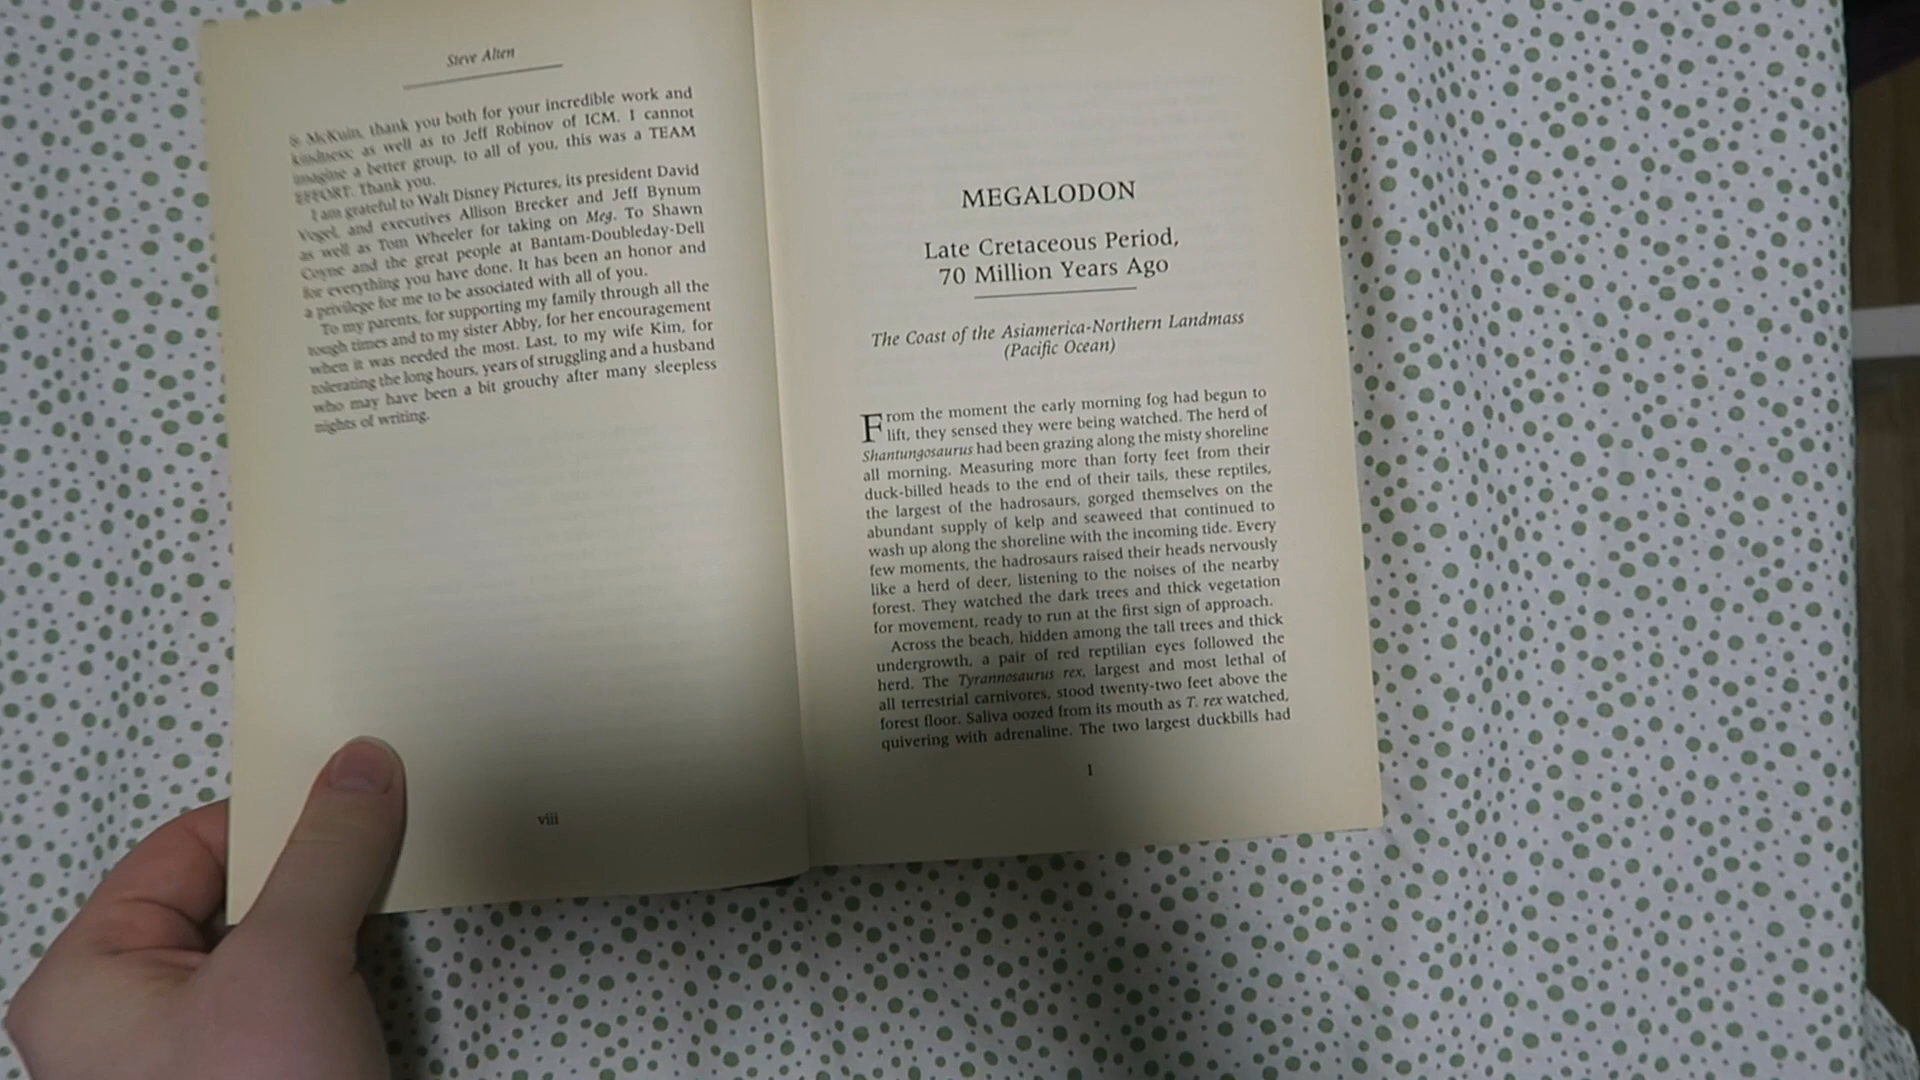 Steve Alten
& McKuin, thank you both for your incredible work and
kindness; as well as to Jeff Robinov of ICM. I cannot
imagine a better group, to all of you, this was a TEAM
EFFORT. Thank you.
I am grateful to Walt Disney Pictures, its president David
Vogel, and executives Allison Brecker and Jeff Bynum
as well as Tom Wheeler for taking on Meg. To Shawn
Coyne and the great people at Bantam-Doubleday-Dell
for everything you have done. It has been an honor and
a privilege for me to be associated with all of you.
To my parents, for supporting my family through all the
tough times and to my sister Abby, for her encouragement
when it was needed the most. Last, to my wife Kim, for
tolerating the long hours, years of struggling and a husband
who may have been a bit grouchy after many sleepless
nights of writing.
viii
MEGALODON
Late Cretaceous Period,
70 Million Years Ago
The Coast of the Asiamerica-Northern Landmass
(Pacific Ocean)
From the moment the early morning fog had begun to
lift, they sensed they were being watched. The herd of
Shantungosaurus had been grazing along the misty shoreline
all morning. Measuring more than forty feet from their
duck-billed heads to the end of their tails, these reptiles,
the largest of the hadrosaurs, gorged themselves on the
abundant supply of kelp and seaweed that continued to
wash up along the shoreline with the incoming tide. Every
few moments, the hadrosaurs raised their heads nervously
like a herd of deer, listening to the noises of the nearby
forest. They watched the dark trees and thick vegetation
for movement, ready to run at the first sign of approach.
Across the beach, hidden among the tall trees and thick
undergrowth, a pair of red reptilian eyes followed the
herd. The Tyrannosaurus rex, largest and most lethal of
all terrestrial carnivores, stood twenty-two feet above the
forest floor. Saliva oozed from its mouth as T. rex watched,
quivering with adrenaline. The two largest duckbills had
1